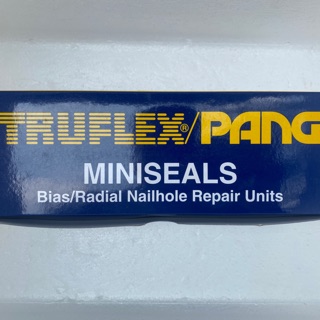 TRUFLEX®/PANG
MINISEALS
Bias/Radial Nailhole Repair Units